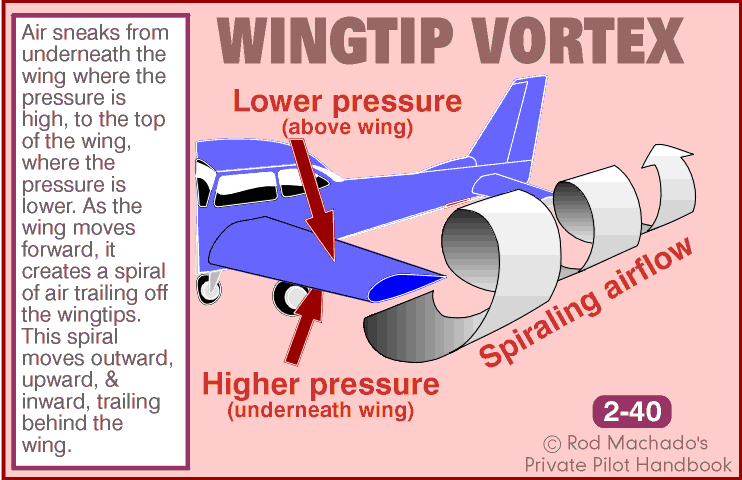 WINGTIP VORTEX
Air sneaks from
underneath the
wing where the
pressure is
high, to the top
of the wing,
where the
pressure is
lower. As the
wing moves
forward, it
creates a spiral
of air trailing off
the wingtips.
This spiral
moves outward,
upward, &
inward, trailing
behind the
wing.
Lower pressure
(above wing)
Spiraling airflow
Higher pressure
(underneath wing)
2-40
© Rod Machado's
Private Pilot Handbook